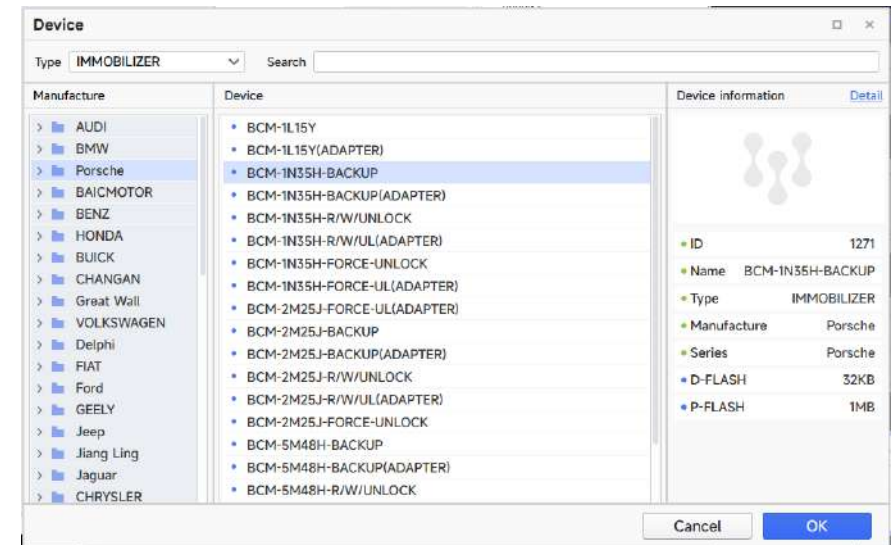 Device
Type IMMOBILIZER Search
Manufacture
AUDI
BMW
Porsche
BAICMOTOR
BENZ
HONDA
BUICK
CHANGAN
Great Wall
VOLKSWAGEN
Delphi
FIAT
Ford
GEELY
Jeep
Jiang Ling
Jaguar
CHRYSLER
Device
BCM-1L15Y
BCM-1L15Y(ADAPTER)
BCM-1N35H-BACKUP
BCM-1N35H-BACKUP(ADAPTER)
BCM-1N35H-R/W/UNLOCK
BCM-1N35H-R/W/UL(ADAPTER)
BCM-1N35H-FORCE-UNLOCK
BCM-1N35H-FORCE-UL(ADAPTER)
BCM-2M25J-FORCE-UL(ADAPTER)
BCM-2M25J-BACKUP
BCM-2M25J-BACKUP(ADAPTER)
BCM-2M25J-R/W/UNLOCK
BCM-2M25J-R/W/UL(ADAPTER)
BCM-2M25J-FORCE-UNLOCK
BCM-5M48H-BACKUP
BCM-5M48H-BACKUP(ADAPTER)
BCM-5M48H-R/W/UNLOCK
Device information Detail
ID 1271
Name BCM-1N35H-BACKUP
Type IMMOBILIZER
Manufacture Porsche
Series Porsche
D-FLASH 32KB
P-FLASH 1MB
Cancel OK